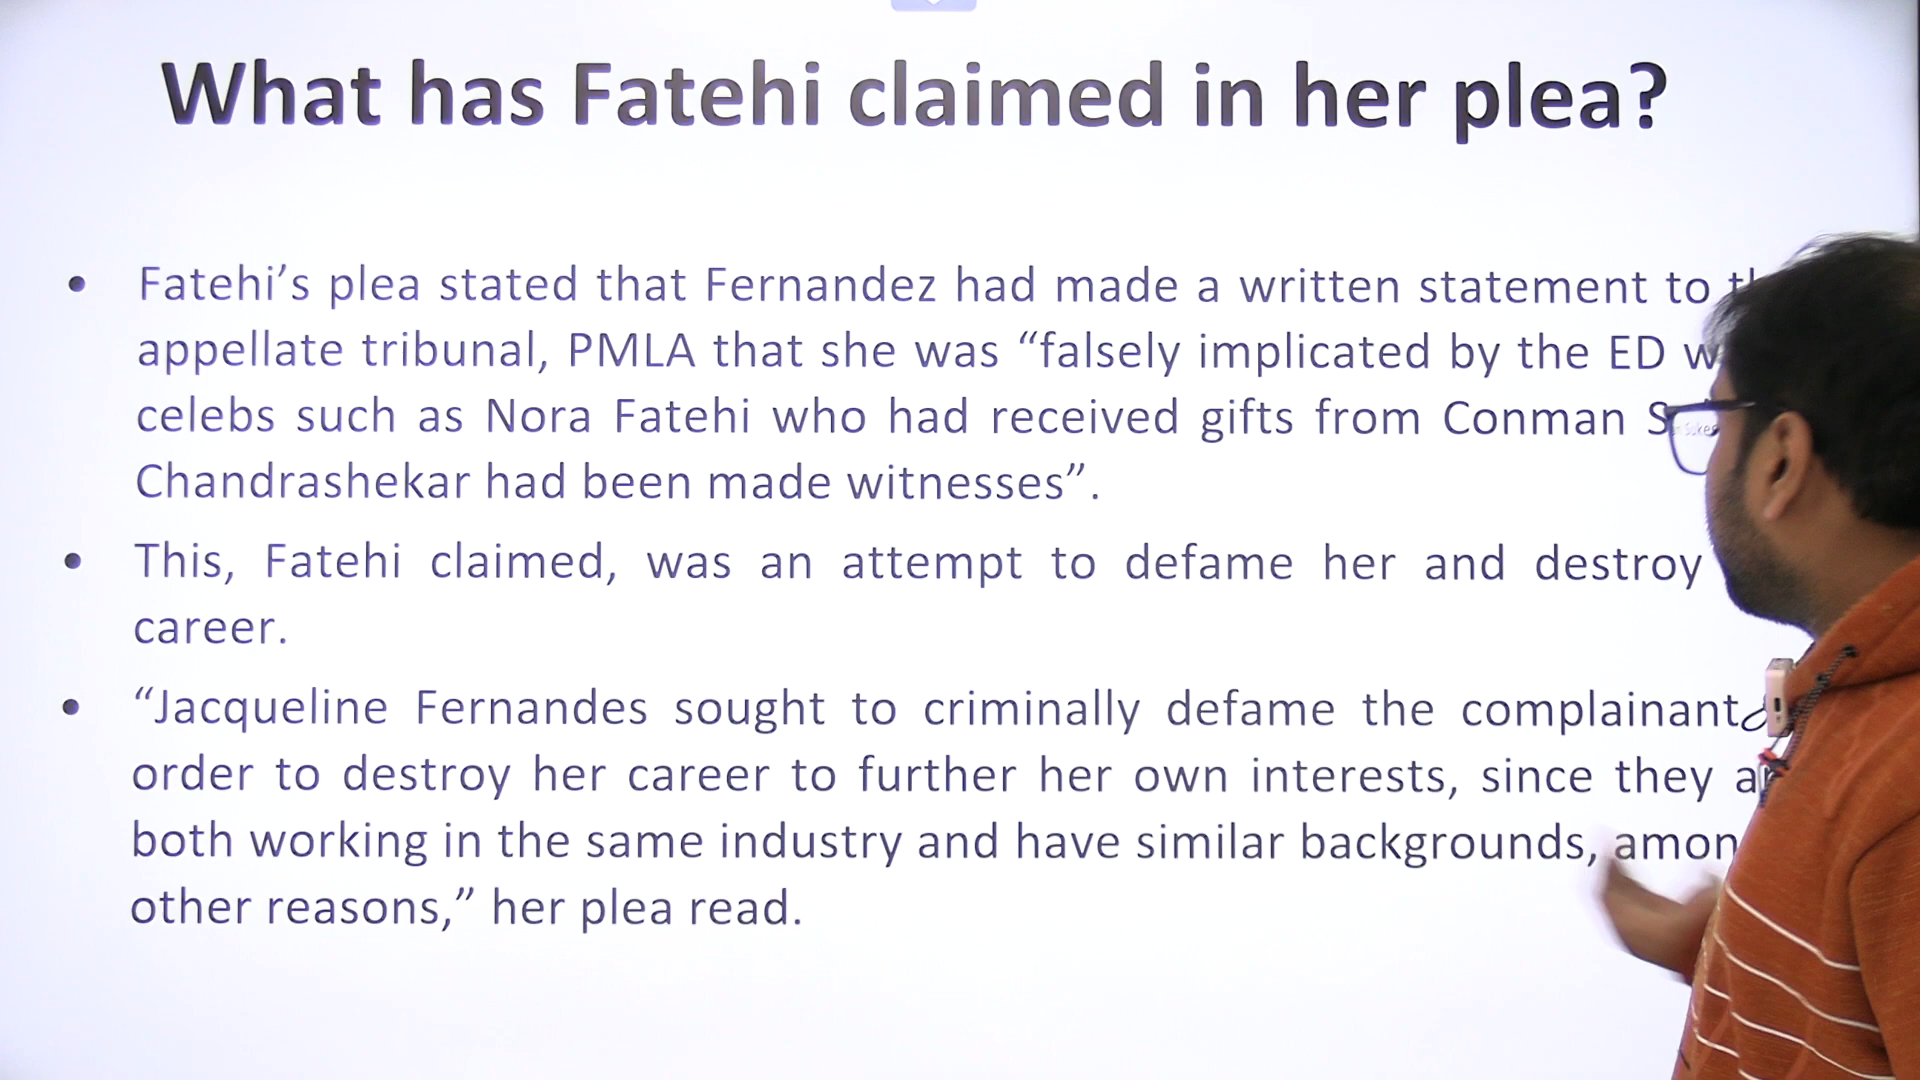 What has Fatehi claimed in her plea?
• Fatehi’s plea stated that Fernandez had made a written statement to
appellate tribunal, PMLA that she was “falsely implicated by the ED
celebs such as Nora Fatehi who had received gifts from Conman
Chandrashekar had been made witnesses”.
• This, Fatehi claimed, was an attempt to defame her and destroy
career.
• “Jacqueline Fernandes sought to criminally defame the complainant
order to destroy her career to further her own interests, since they
both working in the same industry and have similar backgrounds,
other reasons,” her plea read.